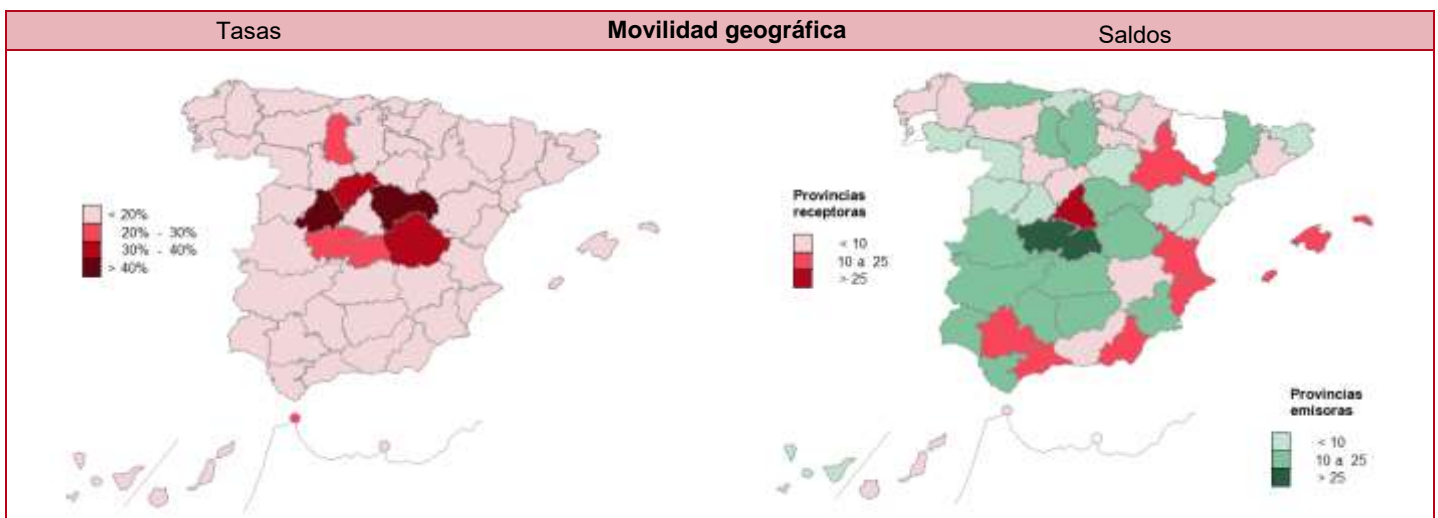 Tasas Movilidad geográfica Saldos
< 20%
20% - 30%
30% - 40%
> 40%
Provincias
receptoras
< 10
10 a 25
> 25
Provincias
emisoras
< 10
10 a 25
> 25